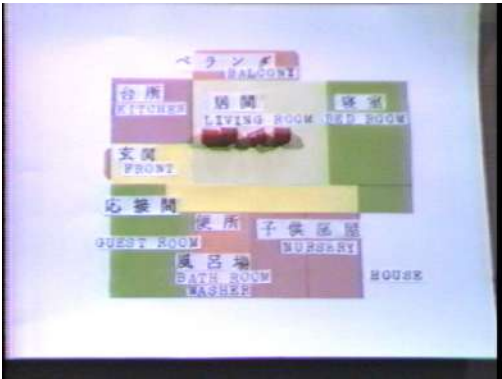 ベランダ
BALCONY
台所
KITCHEN
居間
LIVING ROOM
寝室
BED ROOM
玄関
FRONT
応接間
GUEST ROOM
便所
子供部屋
NURSERY
風呂場
BATH ROOM
WASHER
HOUSE